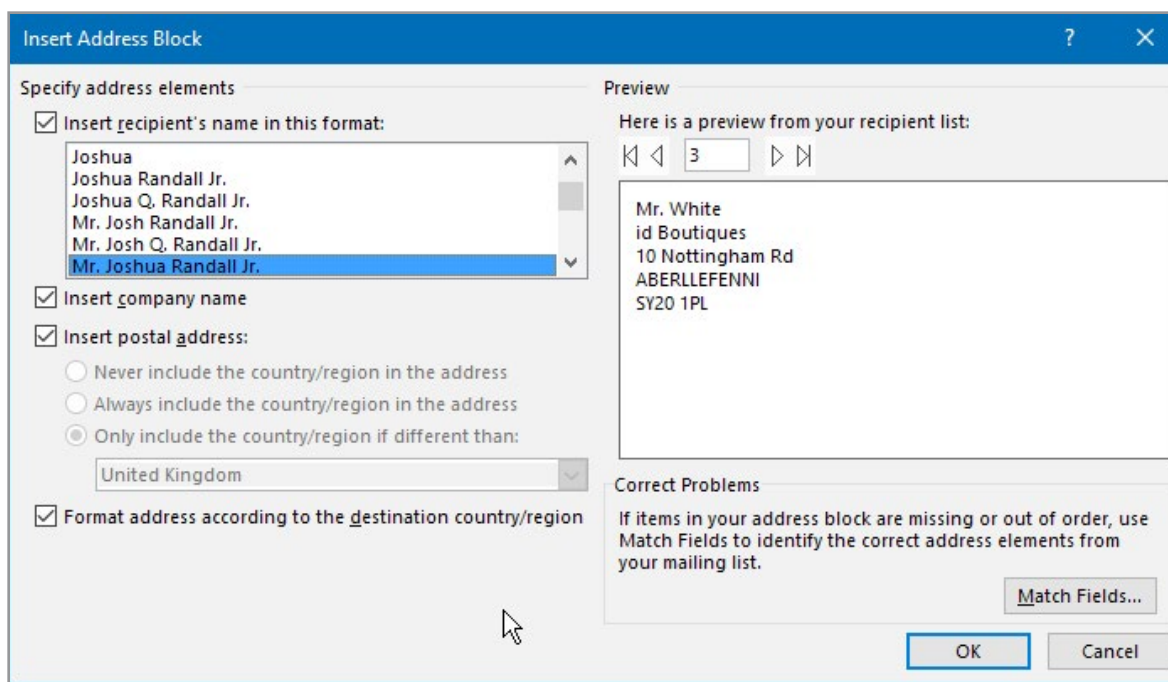 Insert Address Block
?
Specify address elements
Insert recipient's name in this format:
Joshua
Joshua Randall Jr.
Joshua Q. Randall Jr.
Mr. Josh Randall Jr.
Mr. Josh Q. Randall Jr.
Mr. Joshua Randall Jr.
Insert company name
Insert postal address:
Never include the country/region in the address
Always include the country/region in the address
Only include the country/region if different than:
United Kingdom
Format address according to the destination country/region
Preview
Here is a preview from your recipient list:
3
Mr. White
id Boutiques
10 Nottingham Rd
ABERLLEFENNI
SY20 1PL
Correct Problems
If items in your address block are missing or out of order, use
Match Fields to identify the correct address elements from
your mailing list.
Match Fields...
OK
Cancel